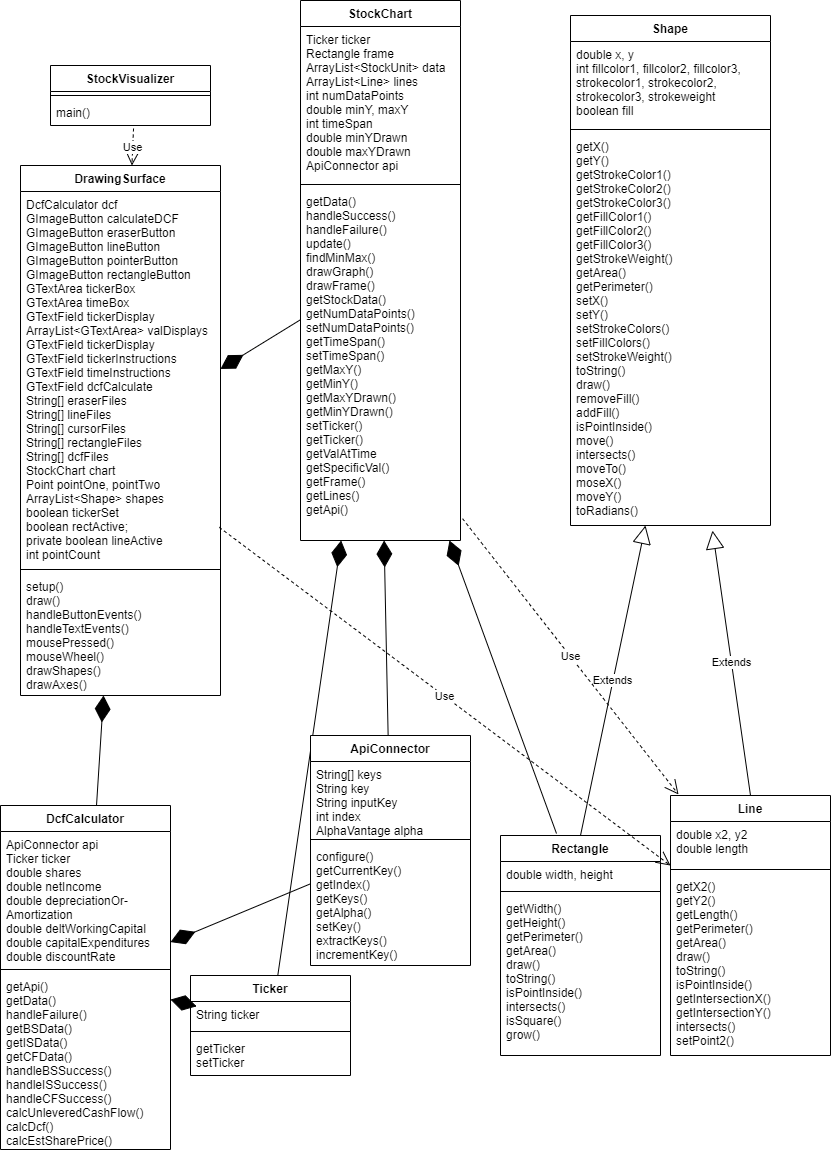 StockVisualizer
main()
Use
DrawingSurface
DcfCalculator dcf
GImageButton calculateDCF
GImageButton eraserButton
GImageButton lineButton
GImageButton pointerButton
GImageButton rectangleButton
GTextArea tickerBox
GTextArea timeBox
GTextField tickerDisplay
ArrayList<GTextArea> valDisplays
GTextField tickerDisplay
GTextField tickerInstructions
GTextField timeInstructions
GTextField dcfCalculate
String[] eraserFiles
String[] lineFiles
String[] cursorFiles
String[] rectangleFiles
String[] dcfFiles
StockChart chart
Point pointOne, pointTwo
ArrayList<Shape> shapes
boolean tickerSet
boolean rectActive;
private boolean lineActive
int pointCount
setup()
draw()
handleButtonEvents()
handleTextEvents()
mousePressed()
mouseWheel()
drawShapes()
drawAxes()
StockChart
Ticker ticker
Rectangle frame
ArrayList<StockUnit> data
ArrayList<Line> lines
int numDataPoints
double minY, maxY
int timeSpan
double minYDrawn
double maxYDrawn
ApiConnector api
getData()
handleSuccess()
handleFailure()
update()
findMinMax()
drawGraph()
drawFrame()
getStockData()
getNumDataPoints()
setNumDataPoints()
getTimeSpan()
setTimeSpan()
getMaxY()
getMinY()
getMaxYDrawn()
getMinYDrawn()
setTicker()
getTicker()
getValAtTime
getSpecificVal()
getFrame()
getLines()
getApi()
Shape
double x, y
int fillcolor1, fillcolor2, fillcolor3,
strokecolor1, strokecolor2,
strokecolor3, strokeweight
boolean fill
getX()
getY()
getStrokeColor1()
getStrokeColor2()
getStrokeColor3()
getFillColor1()
getFillColor2()
getFillColor3()
getStrokeWeight()
getArea()
getPerimeter()
setX()
setY()
setStrokeColors()
setFillColors()
setStrokeWeight()
toString()
draw()
removeFill()
addFill()
isPointInside()
move()
intersects()
moveTo()
moseX()
moveY()
toRadians()
Use
Use
Extends
Extends
DcfCalculator
ApiConnector api
Ticker ticker
double shares
double netIncome
double depreciationOr-
Amortization
double deltWorkingCapital
double capitalExpenditures
double discountRate
getApi()
getData()
handleFailure()
getBSData()
getISData()
getCFData()
handleBSSuccess()
handleISSuccess()
handleCFSuccess()
calcUnleveredCashFlow()
calcDcf()
calcEstSharePrice()
ApiConnector
String[] keys
String key
String inputKey
int index
AlphaVantage alpha
configure()
getCurrentKey()
getIndex()
getKeys()
getAlpha()
setKey()
extractKeys()
incrementKey()
Ticker
String ticker
getTicker
setTicker
Rectangle
double width, height
getWidth()
getHeight()
getPerimeter()
getArea()
draw()
toString()
isPointInside()
intersects()
isSquare()
grow()
Line
double x2, y2
double length
getX2()
getY2()
getLength()
getPerimeter()
getArea()
draw()
toString()
isPointInside()
getIntersectionX()
getIntersectionY()
intersects()
setPoint2()